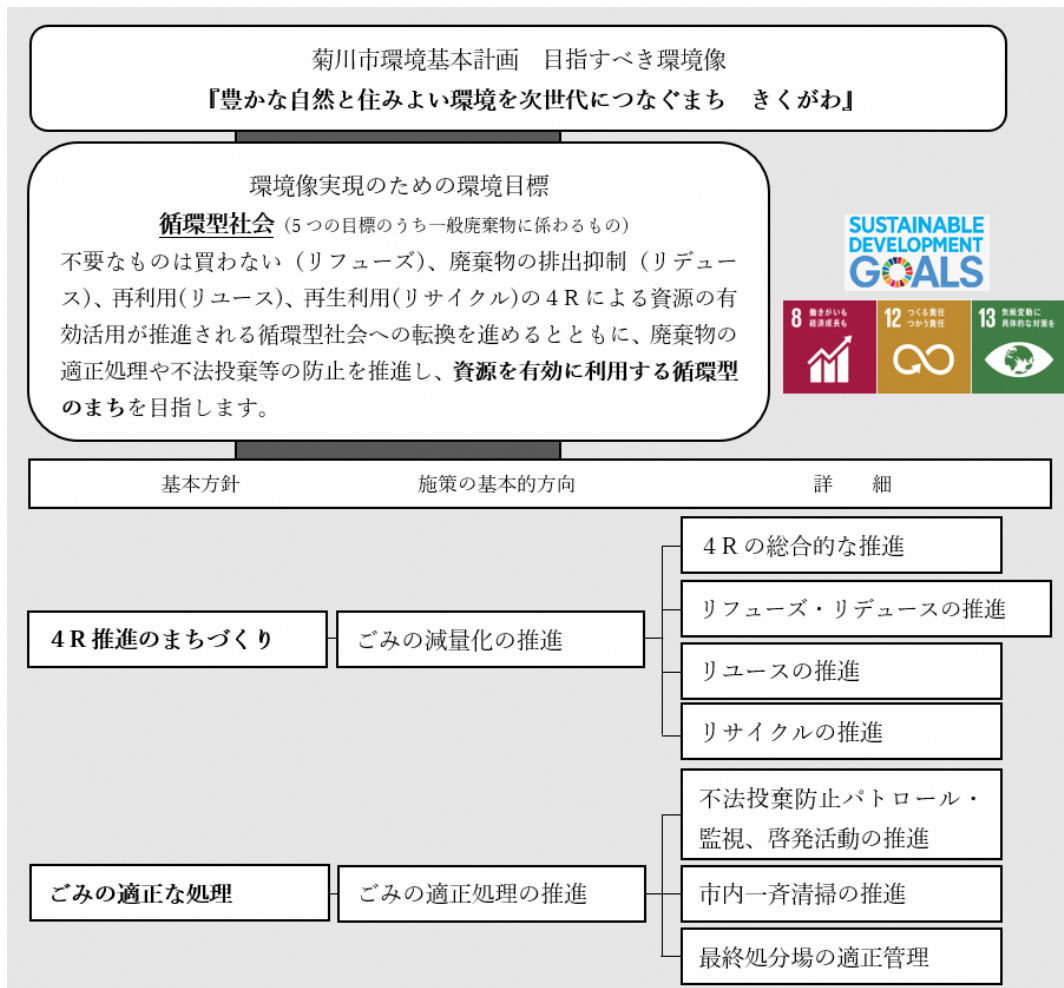 菊川市環境基本計画　目指すべき環境像
『豊かな自然と住みよい環境を次世代につなぐまち　きくがわ』
環境像実現のための環境目標
循環型社会（5つの目標のうち一般廃棄物に係わるもの）
不要なものは買わない（リフューズ）、廃棄物の排出抑制（リデュー
ス）、再利用(リユース)、再生利用(リサイクル)の４Ｒによる資源の有
効活用が推進される循環型社会への転換を進めるとともに、廃棄物の
適正処理や不法投棄等の防止を推進し、資源を有効に利用する循環型
のまちを目指します。
SUSTAINABLE
DEVELOPMENT
GOALS
8 働きがいも
経済成長も
12 つくる責任
つかう責任
13 気候変動に
具体的な対策を
基本方針　施策の基本的方向　詳　細
４Ｒ推進のまちづくり
ごみの減量化の推進
４Ｒの総合的な推進
リフューズ・リデュースの推進
リユースの推進
リサイクルの推進
ごみの適正な処理
ごみの適正処理の推進
不法投棄防止パトロール・
監視、啓発活動の推進
市内一斉清掃の推進
最終処分場の適正管理